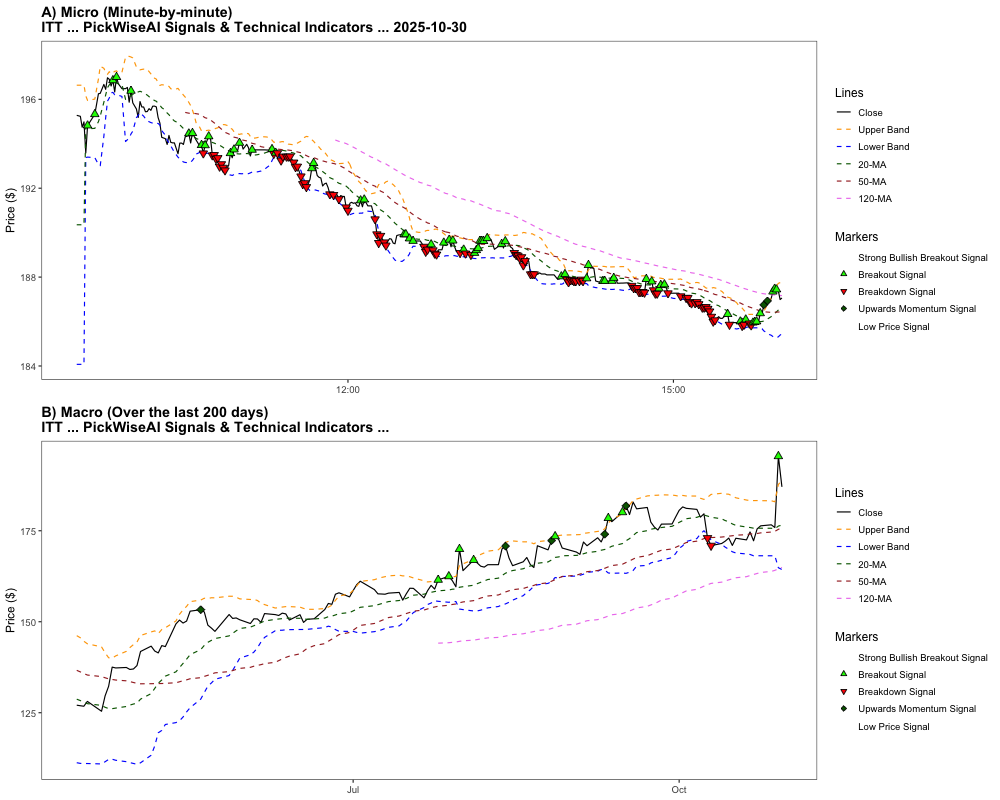 A) Micro (Minute-by-minute)
ITT ... PickWiseAI Signals & Technical Indicators ... 2025-10-30
Price ($)
196
192
188
184
12:00
15:00
Lines
Close
Upper Band
Lower Band
20-MA
50-MA
120-MA
Markers
Strong Bullish Breakout Signal
Breakout Signal
Breakdown Signal
Upwards Momentum Signal
Low Price Signal
B) Macro (Over the last 200 days)
ITT ... PickWiseAI Signals & Technical Indicators ...
Price ($)
175
150
125
Jul
Oct
Lines
Close
Upper Band
Lower Band
20-MA
50-MA
120-MA
Markers
Strong Bullish Breakout Signal
Breakout Signal
Breakdown Signal
Upwards Momentum Signal
Low Price Signal